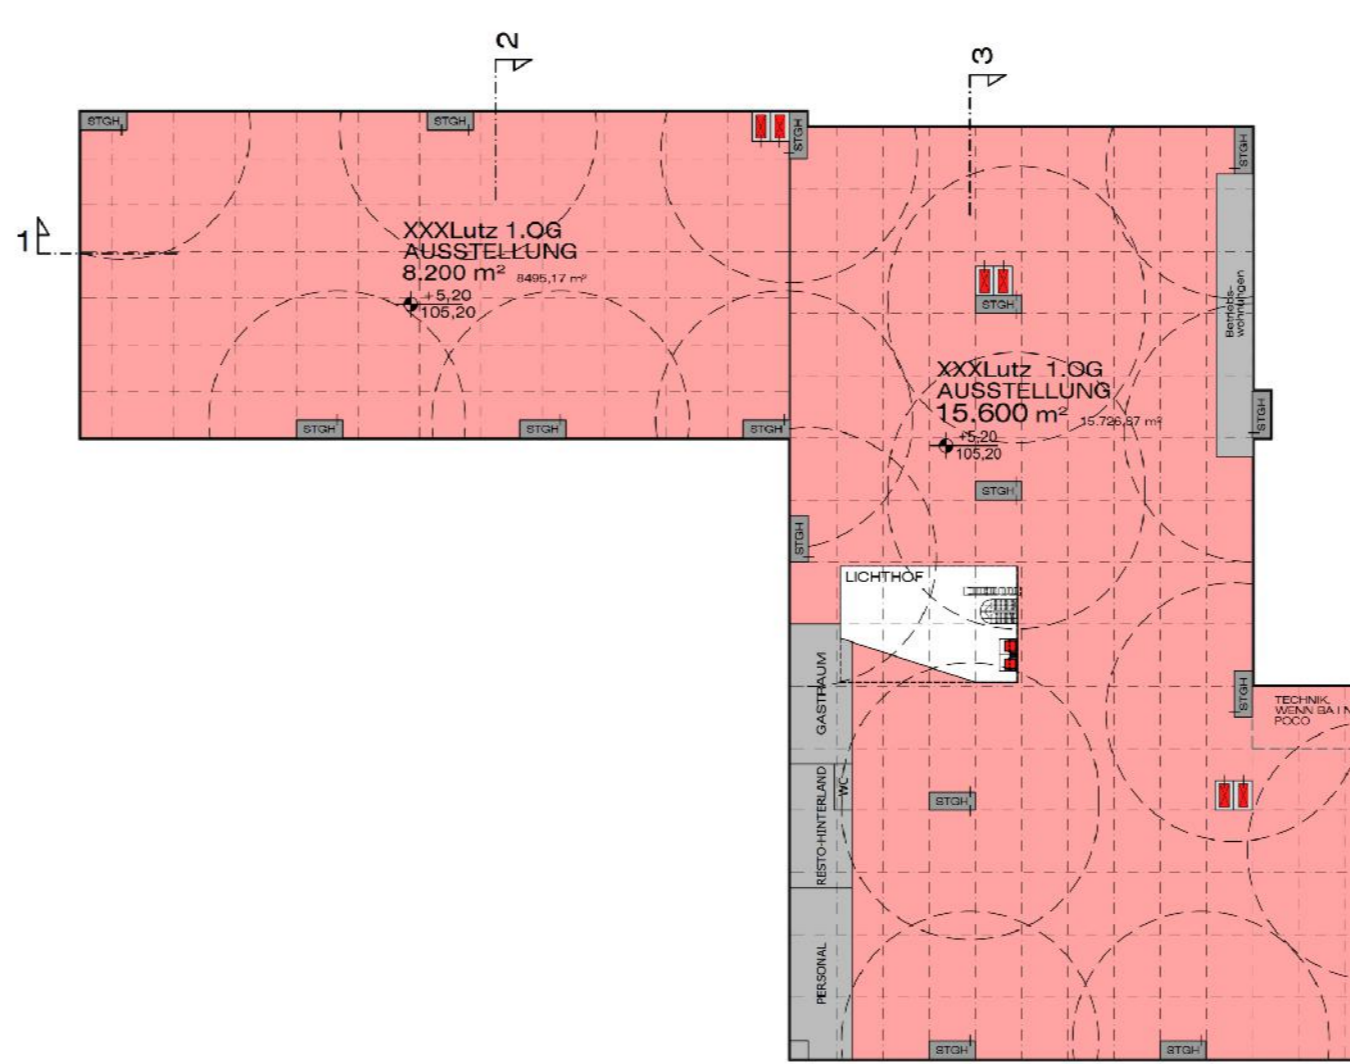 2
3
STGH
STGH
STGH
STGH
1
XXXLutz 1.OG
AUSSTELLUNG
8.200 m² 8495,17 m²
+5,20
105,20
STGH
Betriebs-
wohnungen
XXXLutz 1.OG
AUSSTELLUNG
15.600 m² 15.726,87 m²
+5,20
105,20
STGH
STGH
STGH
STGH
STGH
STGH
LICHTHOF
GASTRAUM
STGH
TECHNIK,
WENN BA I N
POCO
RESTO-HINTERLAND
WC
STGH
PERSONAL
STGH
STGH